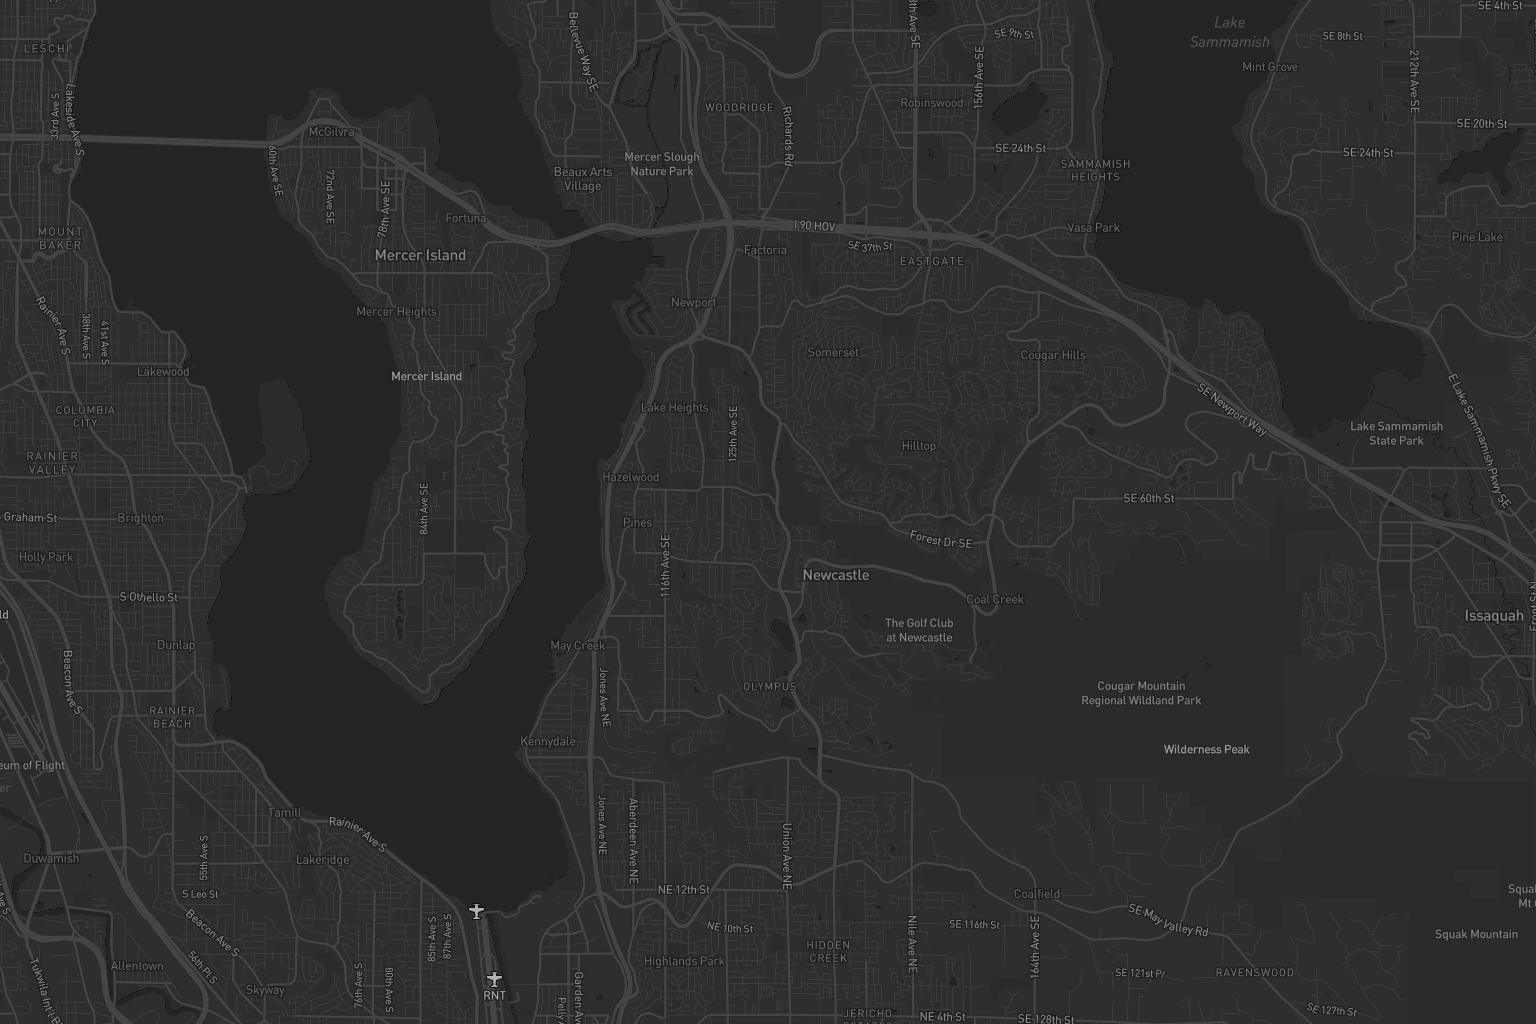 SE 4th St
Lake
Sammamish
SE 9th St
SE 8th St
Bellevue Way SE
LESCHI
156th Ave SE
212th Ave SE
Mint Grove
33rd Ave S
Lakeside Ave S
WOODRIDGE
Robinswood
Richards Rd
McGilvra
SE 20th St
SE 24th St
SE 24th St
Mercer Slough
Nature Park
60th Ave SE
Beaux Arts
Village
SAMMAMISH
HEIGHTS
72nd Ave SE
78th Ave SE
Fortuna
I 90 HOV
Vasa Park
MOUNT
BAKER
Pine Lake
SE 37th St
Factoria
Mercer Island
EASTGATE
Newport
Mercer Heights
Rainier Ave S
38th Ave S
41st Ave S
Somerset
Cougar Hills
Lakewood
Mercer Island
SE Newport Way
E Lake Sammamish Pkwy SE
COLUMBIA
CITY
Lake Heights
125th Ave SE
Lake Sammamish
State Park
Hilltop
RAINIER
VALLEY
Hazelwood
SE 60th St
84th Ave SE
S Graham St
Brighton
Pines
Forest Dr SE
Holly Park
116th Ave SE
Newcastle
S Othello St
Coal Creek
Issaquah
Front St N
The Golf Club
at Newcastle
Dunlap
May Creek
Beacon Ave S
Jones Ave NE
OLYMPUS
Cougar Mountain
Regional Wildland Park
RAINIER
BEACH
Kennydale
Wilderness Peak
eum of Flight
Tamill
Rainier Ave S
Jones Ave NE
Aberdeen Ave NE
Union Ave NE
Duwamish
55th Ave S
Lakeridge
S Leo St
NE 12th St
Coalfield
Squa
Mt C
Beacon Ave S
85th Ave S
87th Ave S
NE 10th St
Nile Ave NE
SE 116th St
164th Ave SE
SE May Valley Rd
Squak Mountain
HIDDEN
CREEK
Allentown
56th Pl S
Highlands Park
SE 121st Pl
RAVENSWOOD
Tukwila Int'l B
Skyway
76th Ave S
80th Ave S
RNT
Garden Av
Pelly A
JERICHO
NE 4th St
SE 128th St
SE 127th St